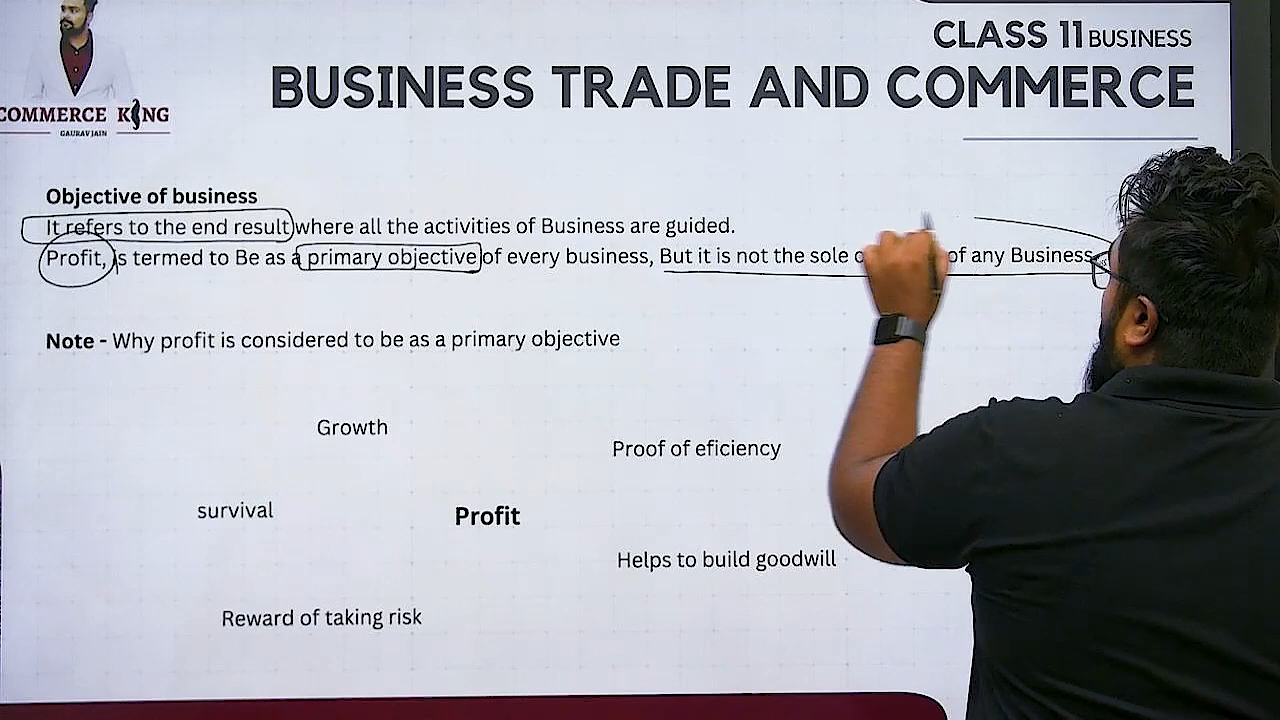 CLASS 11 BUSINESS
BUSINESS TRADE AND COMMERCE
COMMERCE KING
GAURAV JAIN
Objective of business
It refers to the end result where all the activities of Business are guided.
Profit, is termed to Be as a primary objective of every business, But it is not the sole of any Business
Note - Why profit is considered to be as a primary objective
Growth
Proof of eficiency
survival
Profit
Helps to build goodwill
Reward of taking risk